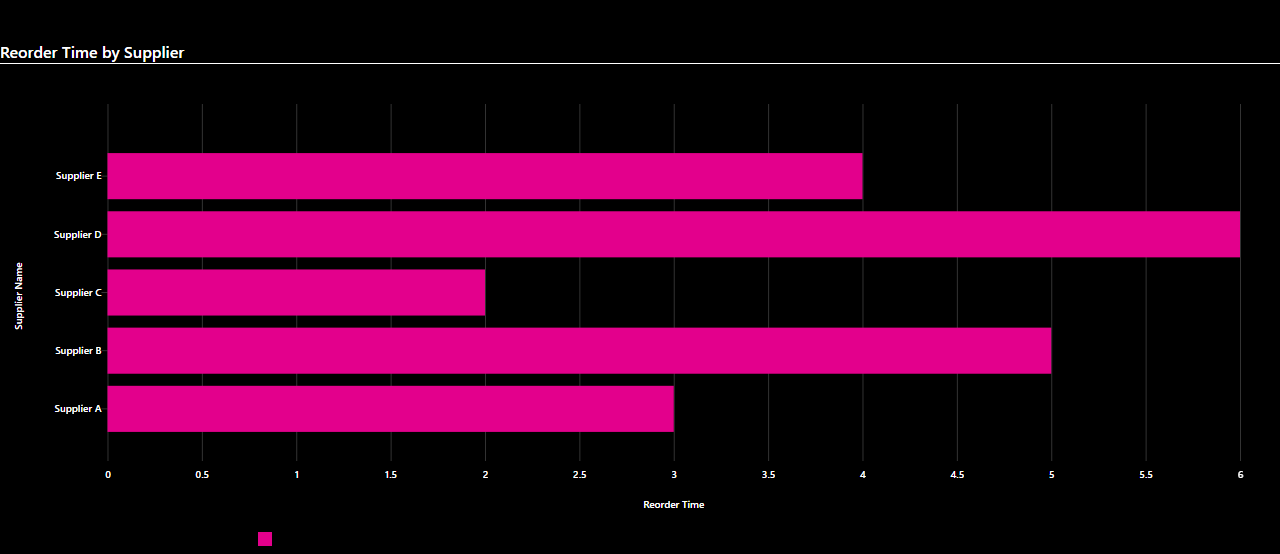 Reorder Time by Supplier
Supplier Name
Supplier E
Supplier D
Supplier C
Supplier B
Supplier A
0 0.5 1 1.5 2 2.5 3 3.5 4 4.5 5 5.5 6
Reorder Time